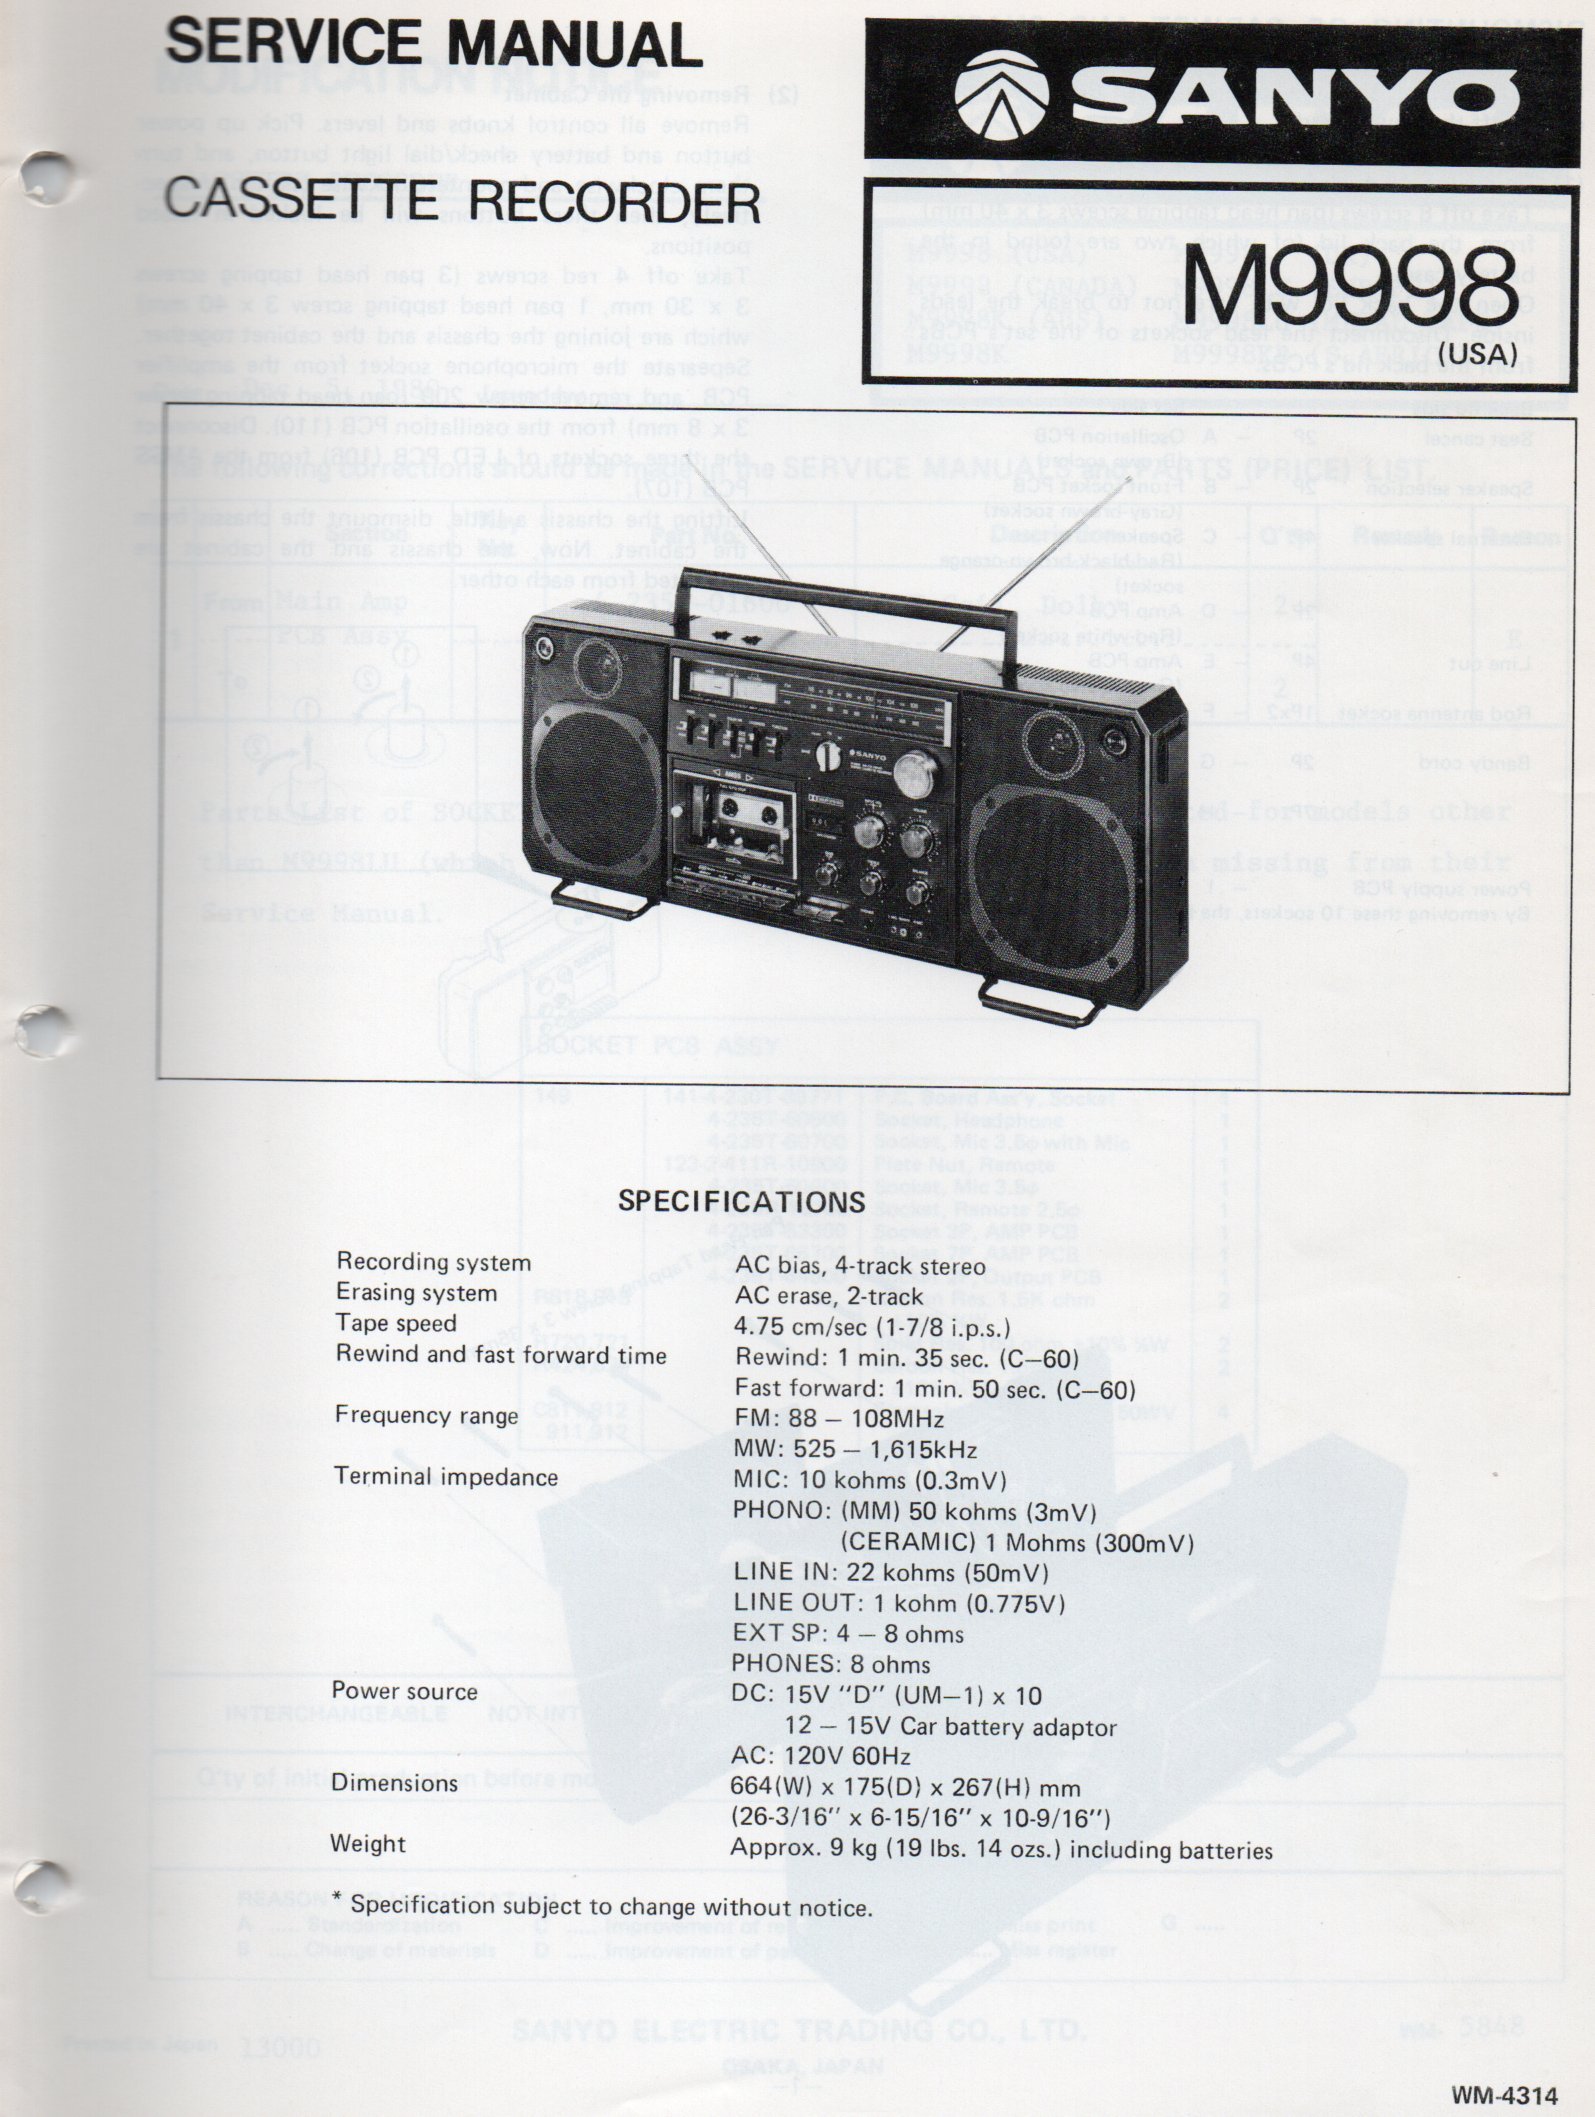 SERVICE MANUAL
SANYO
CASSETTE RECORDER
M9998
(USA)
SPECIFICATIONS
Recording system AC bias, 4-track stereo
Erasing system AC erase, 2-track
Tape speed 4.75 cm/sec (1-7/8 i.p.s.)
Rewind and fast forward time Rewind: 1 min. 35 sec. (C—60)
Fast forward: 1 min. 50 sec. (C—60)
Frequency range FM: 88 — 108MHz
MW: 525 — 1,615kHz
Terminal impedance MIC: 10 kohms (0.3mV)
PHONO: (MM) 50 kohms (3mV)
(CERAMIC) 1 Mohms (300mV)
LINE IN: 22 kohms (50mV)
LINE OUT: 1 kohm (0.775V)
EXT SP: 4 — 8 ohms
PHONES: 8 ohms
Power source DC: 15V "D" (UM—1) x 10
12 — 15V Car battery adaptor
AC: 120V 60Hz
Dimensions 664(W) x 175(D) x 267(H) mm
(26-3/16" x 6-15/16" x 10-9/16")
Weight Approx. 9 kg (19 lbs. 14 ozs.) including batteries
* Specification subject to change without notice.
WM-4314